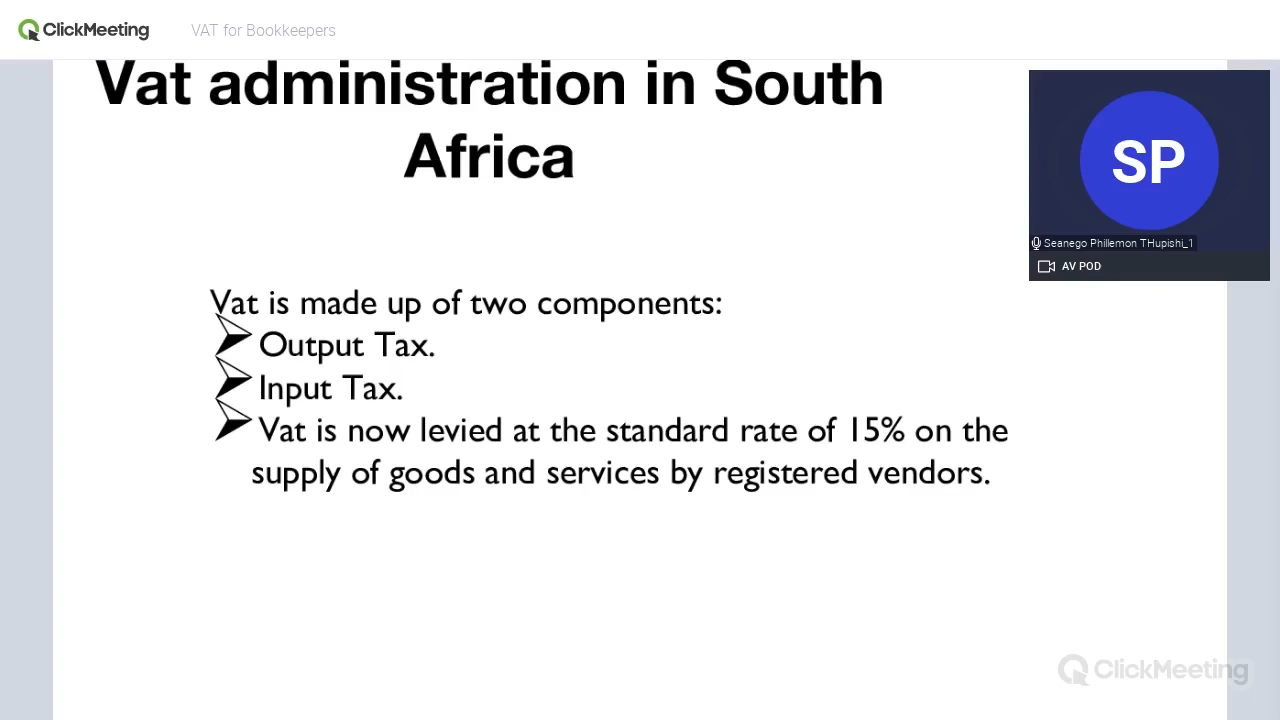 ClickMeeting VAT for Bookkeepers
Vat administration in South
Africa
SP
Seanego Phillemon THupishi_1
AV POD
Vat is made up of two components:
Output Tax.
Input Tax.
Vat is now levied at the standard rate of 15% on the
supply of goods and services by registered vendors.
ClickMeeting